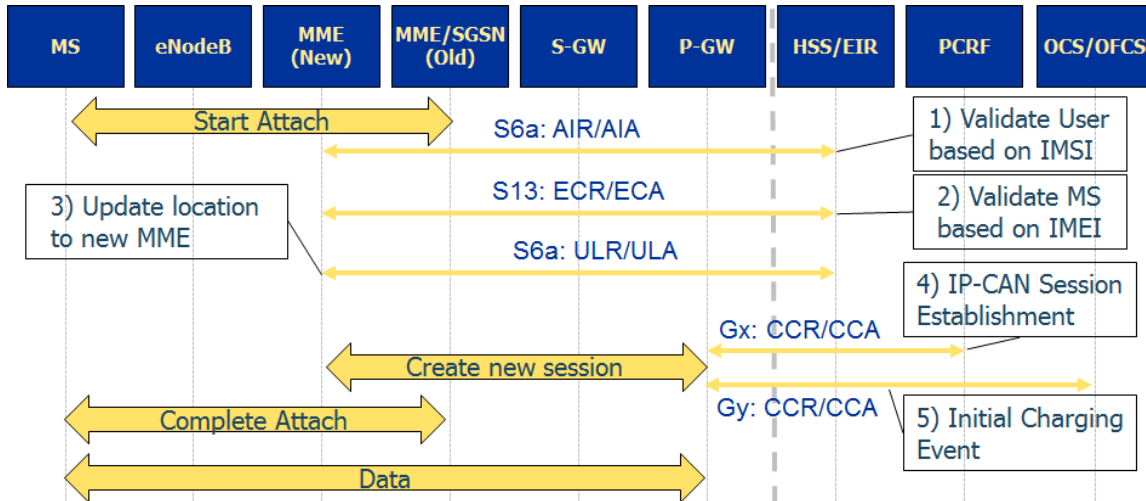 MS
eNodeB
MME
(New)
MME/SGSN
(Old)
S-GW
P-GW
HSS/EIR
PCRF
OCS/OFCS
Start Attach
S6a: AIR/AIA
1) Validate User
based on IMSI
S13: ECR/ECA
2) Validate MS
based on IMEI
3) Update location
to new MME
S6a: ULR/ULA
4) IP-CAN Session
Establishment
Gx: CCR/CCA
Create new session
Gy: CCR/CCA
5) Initial Charging
Event
Complete Attach
Data